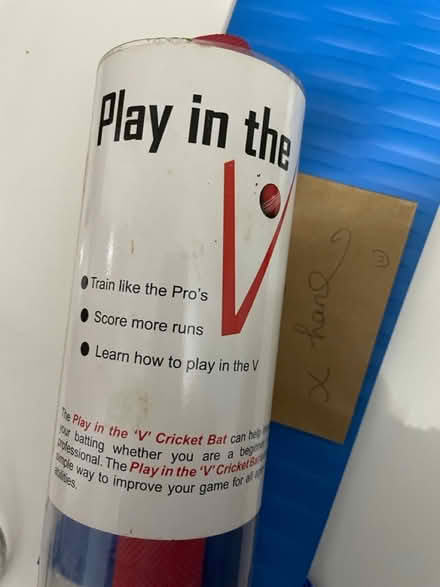 Play in the
V
Train like the Pro's
Score more runs
Learn how to play in the V
The Play in the 'V' Cricket Bat can help
your batting whether you are a beginner
professional. The Play in the 'V' Cricket Bat
simple way to improve your game for all
abilities.